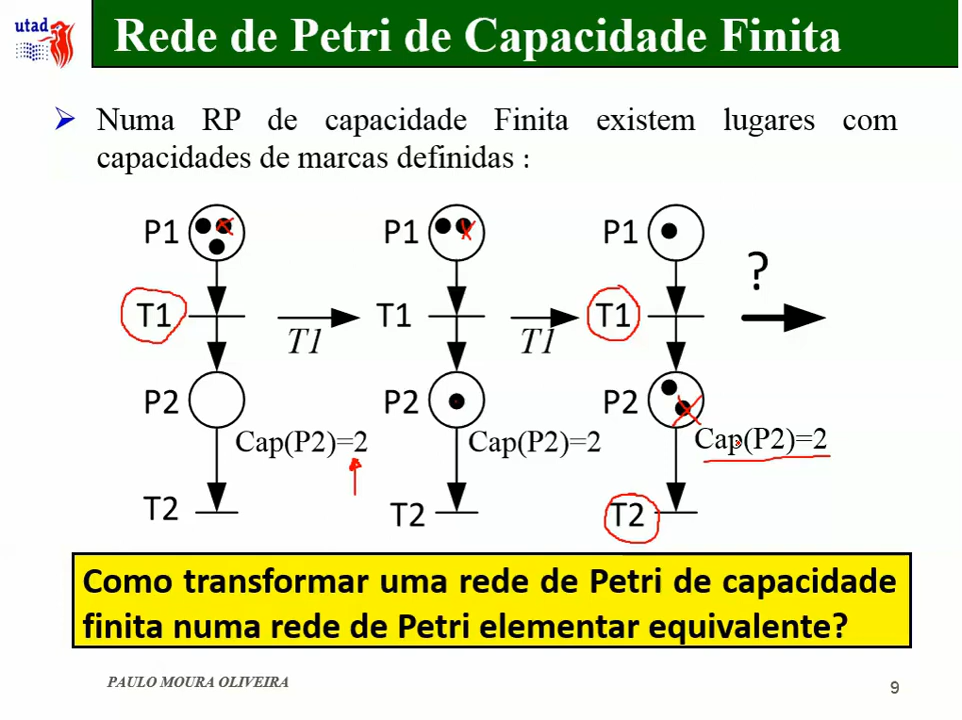 utad
Rede de Petri de Capacidade Finita
Numa RP de capacidade Finita existem lugares com
capacidades de marcas definidas :
P1
P1
P1
?
T1
T1
T1
T1
T1
P2
P2
P2
Cap(P2)=2
Cap(P2)=2
Cap(P2)=2
T2
T2
T2
Como transformar uma rede de Petri de capacidade
finita numa rede de Petri elementar equivalente?
PAULO MOURA OLIVEIRA
9